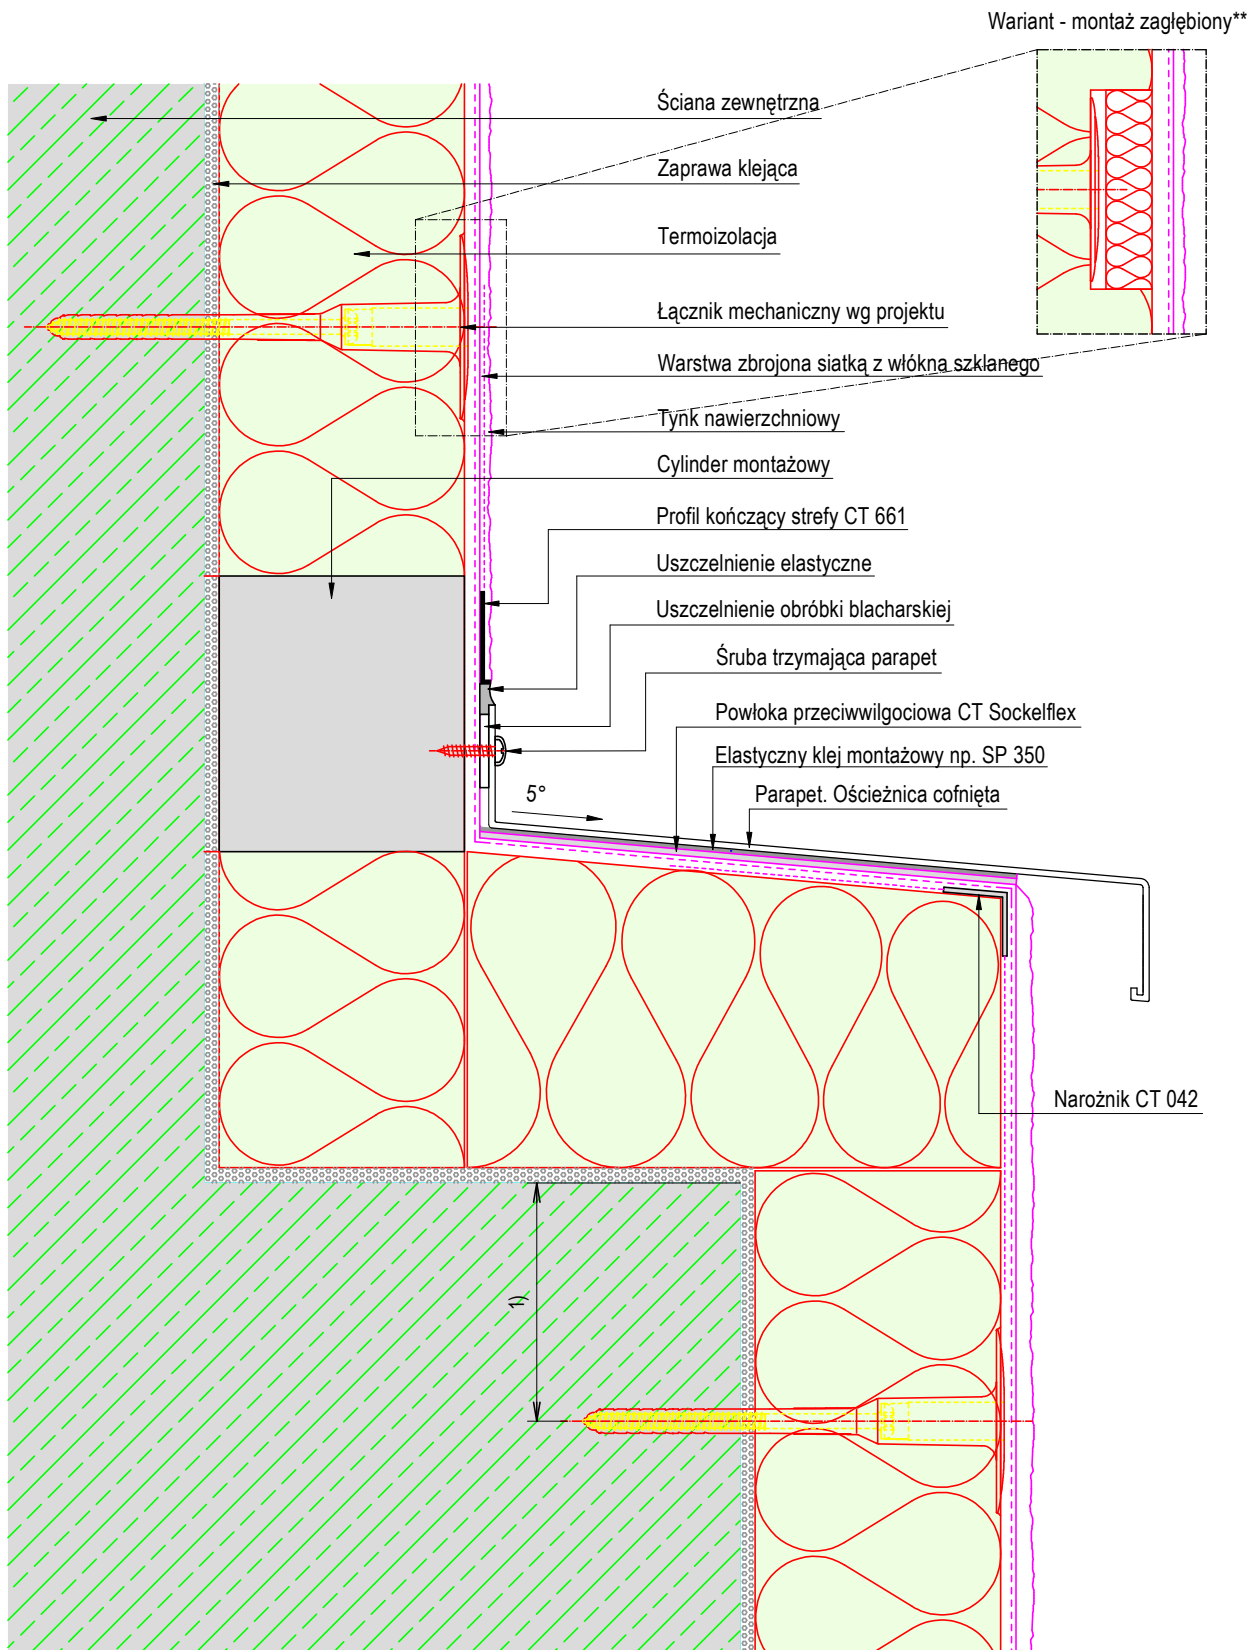 Wariant - montaż zagłębiony**
Ściana zewnętrzna
Zaprawa klejąca
Termoizolacja
Łącznik mechaniczny wg projektu
Warstwa zbrojona siatką z włókna szklanego
Tynk nawierzchniowy
Cylinder montażowy
Profil kończący strefy CT 661
Uszczelnienie elastyczne
Uszczelnienie obróbki blacharskiej
Śruba trzymająca parapet
Powłoka przeciwwilgociowa CT Sockelflex
Elastyczny klej montażowy np. SP 350
Parapet. Ościeżnica cofnięta
5°
Narożnik CT 042
1)